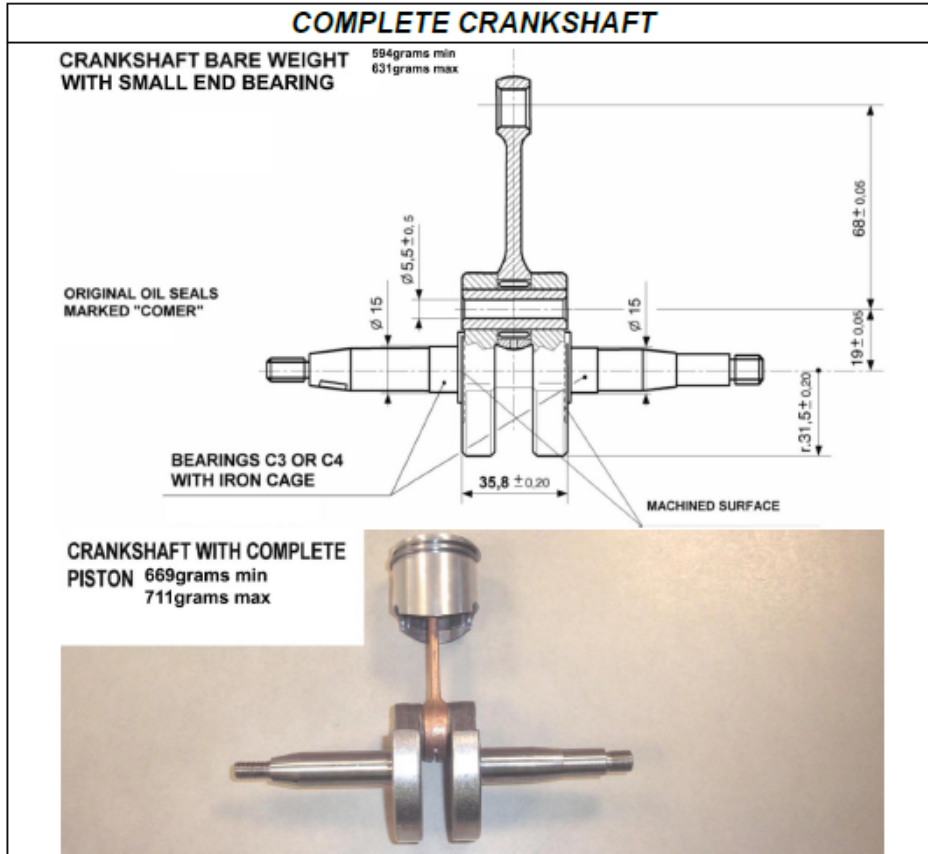 COMPLETE CRANKSHAFT
CRANKSHAFT BARE WEIGHT
WITH SMALL END BEARING
594grams min
631grams max
68± 0,05
Ø 5,5 ± 0, 5
ORIGINAL OIL SEALS
MARKED "COMER"
Ø 15
Ø 15
19± 0.05
r.31,5± 0,20
BEARINGS C3 OR C4
WITH IRON CAGE
35,8 ± 0,20
MACHINED SURFACE
CRANKSHAFT WITH COMPLETE
PISTON 669grams min
711grams max